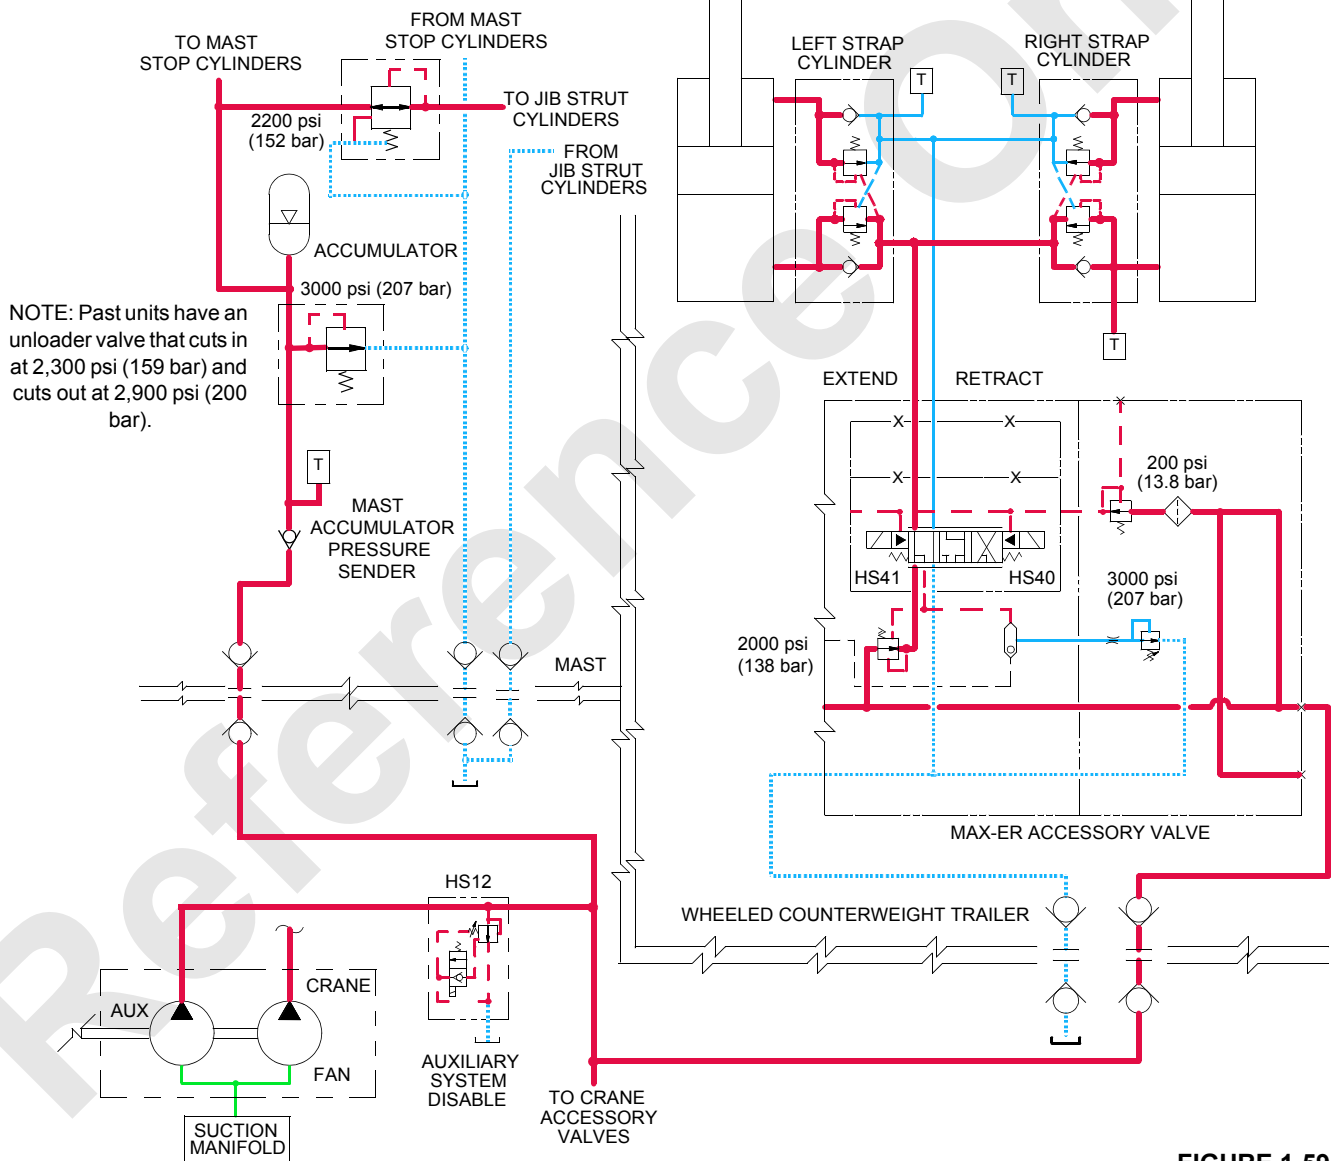 FROM MAST
STOP CYLINDERS
TO MAST
STOP CYLINDERS
2200 psi
(152 bar)
TO JIB STRUT
CYLINDERS
FROM
JIB STRUT
CYLINDERS
ACCUMULATOR
3000 psi (207 bar)
NOTE: Past units have an
unloader valve that cuts in
at 2,300 psi (159 bar) and
cuts out at 2,900 psi (200
bar).
T
MAST
ACCUMULATOR
PRESSURE
SENDER
MAST
LEFT STRAP
CYLINDER
RIGHT STRAP
CYLINDER
T
T
T
EXTEND
RETRACT
X
X
X
X
200 psi
(13.8 bar)
HS41
HS40
3000 psi
(207 bar)
2000 psi
(138 bar)
MAX-ER ACCESSORY VALVE
WHEELED COUNTERWEIGHT TRAILER
HS12
AUX
CRANE
FAN
SUCTION
MANIFOLD
AUXILIARY
SYSTEM
DISABLE
TO CRANE
ACCESSORY
VALVES
Reference On
FIGURE 1-59